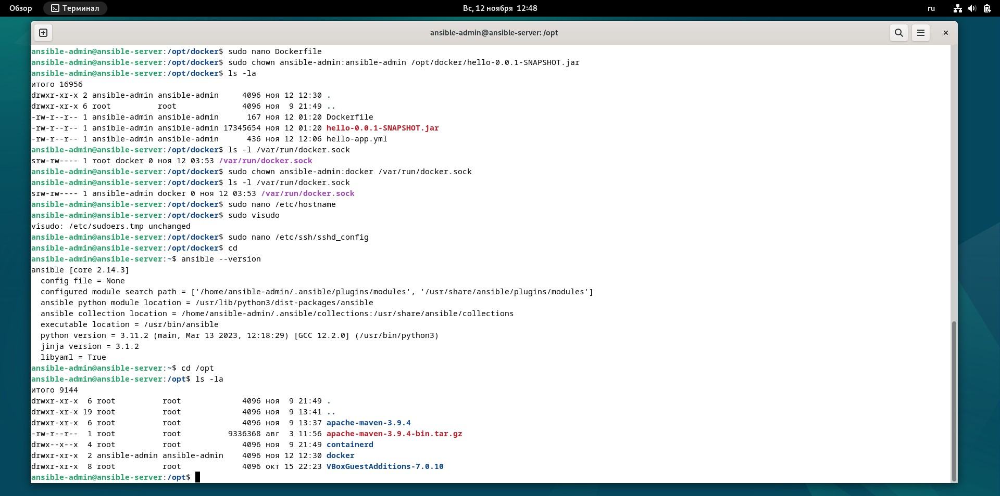 Обзор Терминал Вс, 12 ноября 12:48 ru
ansible-admin@ansible-server: /opt
ansible-admin@ansible-server:/opt/docker$ sudo nano Dockerfile
ansible-admin@ansible-server:/opt/docker$ sudo chown ansible-admin:ansible-admin /opt/docker/hello-0.0.1-SNAPSHOT.jar
ansible-admin@ansible-server:/opt/docker$ ls -la
итого 16956
drwxr-xr-x 2 ansible-admin ansible-admin     4096 ноя 12 12:30 .
drwxr-xr-x 6 root          root              4096 ноя  9 21:49 ..
-rw-r--r-- 1 ansible-admin ansible-admin      167 ноя 12 01:20 Dockerfile
-rw-r--r-- 1 ansible-admin ansible-admin 17345654 ноя 12 01:20 hello-0.0.1-SNAPSHOT.jar
-rw-r--r-- 1 ansible-admin ansible-admin      436 ноя 12 12:06 hello-app.yml
ansible-admin@ansible-server:/opt/docker$ ls -l /var/run/docker.sock
srw-rw---- 1 root docker 0 ноя 12 03:53 /var/run/docker.sock
ansible-admin@ansible-server:/opt/docker$ sudo chown ansible-admin:docker /var/run/docker.sock
ansible-admin@ansible-server:/opt/docker$ ls -l /var/run/docker.sock
srw-rw---- 1 ansible-admin docker 0 ноя 12 03:53 /var/run/docker.sock
ansible-admin@ansible-server:/opt/docker$ sudo nano /etc/hostname
ansible-admin@ansible-server:/opt/docker$ sudo visudo
visudo: /etc/sudoers.tmp unchanged
ansible-admin@ansible-server:/opt/docker$ sudo nano /etc/ssh/sshd_config
ansible-admin@ansible-server:/opt/docker$ cd
ansible-admin@ansible-server:~$ ansible --version
ansible [core 2.14.3]
  config file = None
  configured module search path = ['/home/ansible-admin/.ansible/plugins/modules', '/usr/share/ansible/plugins/modules']
  ansible python module location = /usr/lib/python3/dist-packages/ansible
  ansible collection location = /home/ansible-admin/.ansible/collections:/usr/share/ansible/collections
  executable location = /usr/bin/ansible
  python version = 3.11.2 (main, Mar 13 2023, 12:18:29) [GCC 12.2.0] (/usr/bin/python3)
  jinja version = 3.1.2
  libyaml = True
ansible-admin@ansible-server:~$ cd /opt
ansible-admin@ansible-server:/opt$ ls -la
итого 9144
drwxr-xr-x  6 root          root             4096 ноя  9 21:49 .
drwxr-xr-x 19 root          root             4096 ноя  9 13:41 ..
drwxr-xr-x  6 root          root             4096 ноя  9 13:37 apache-maven-3.9.4
-rw-r--r--  1 root          root          9336368 авг  3 11:56 apache-maven-3.9.4-bin.tar.gz
drwx--x--x  4 root          root             4096 ноя  9 21:49 containerd
drwxr-xr-x  2 ansible-admin ansible-admin    4096 ноя 12 12:30 docker
drwxr-xr-x  8 root          root             4096 окт 15 22:23 VBoxGuestAdditions-7.0.10
ansible-admin@ansible-server:/opt$